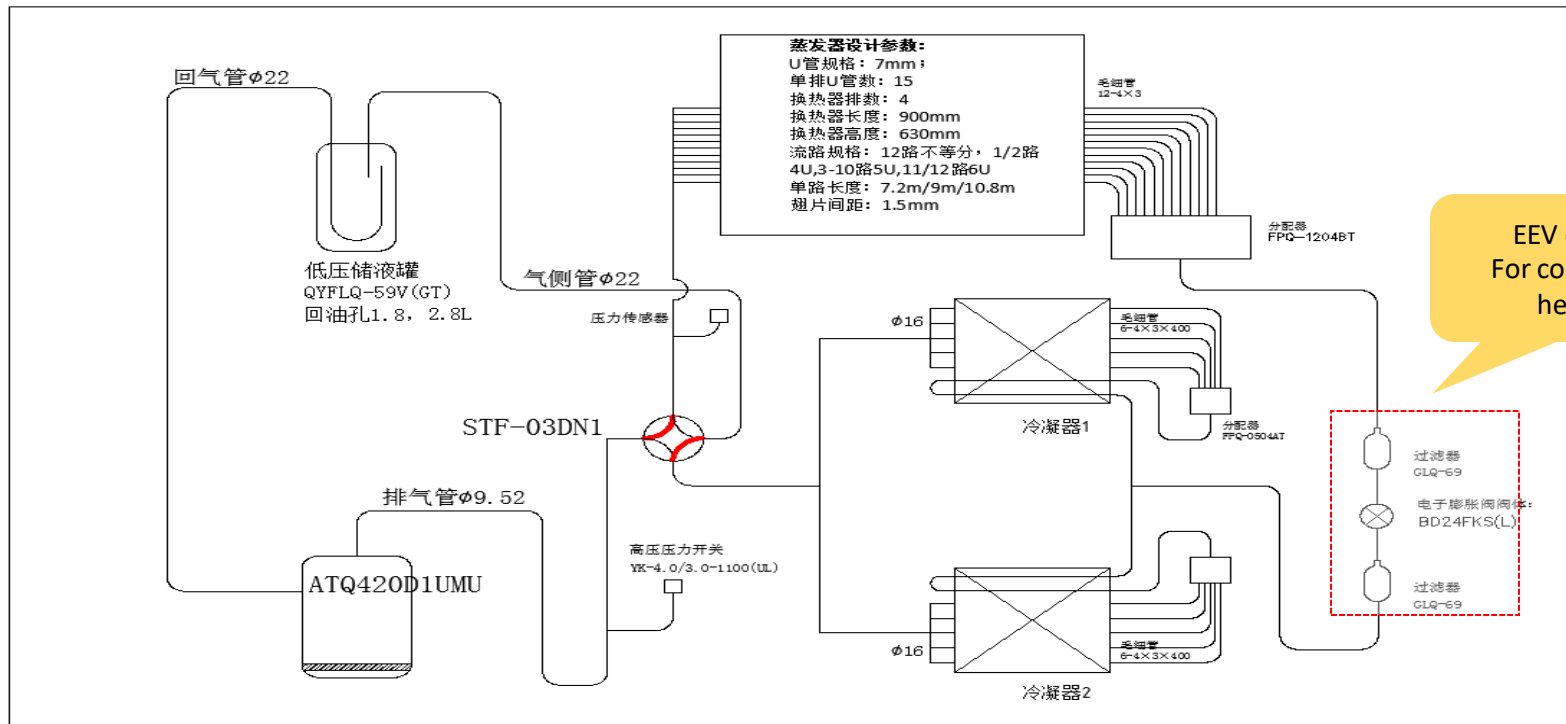 蒸发器设计参数:
U管规格: 7mm;
单排U管数: 15
换热器排数: 4
换热器长度: 900mm
换热器高度: 630mm
流路规格: 12路不等分, 1/2路
4U,3-10路5U,11/12路6U
单路长度: 7.2m/9m/10.8m
翅片间距: 1.5mm
回气管φ22
毛细管
12-4×3
分配器
FPQ-1204BT
EEV
For co
he
低压储液罐
QYFLQ-59V(GT)
回油孔1.8, 2.8L
气侧管φ22
压力传感器
φ16
毛细管
6-4×3×400
冷凝器1
分配器
FPQ-0504AT
STF-03DN1
过滤器
GLQ-69
电子膨胀阀阀体:
BD24FKS(L)
过滤器
GLQ-69
排气管φ9.52
高压压力开关
YK-4.0/3.0-1100(UL)
ATQ420D1UMU
φ16
毛细管
6-4×3×400
冷凝器2